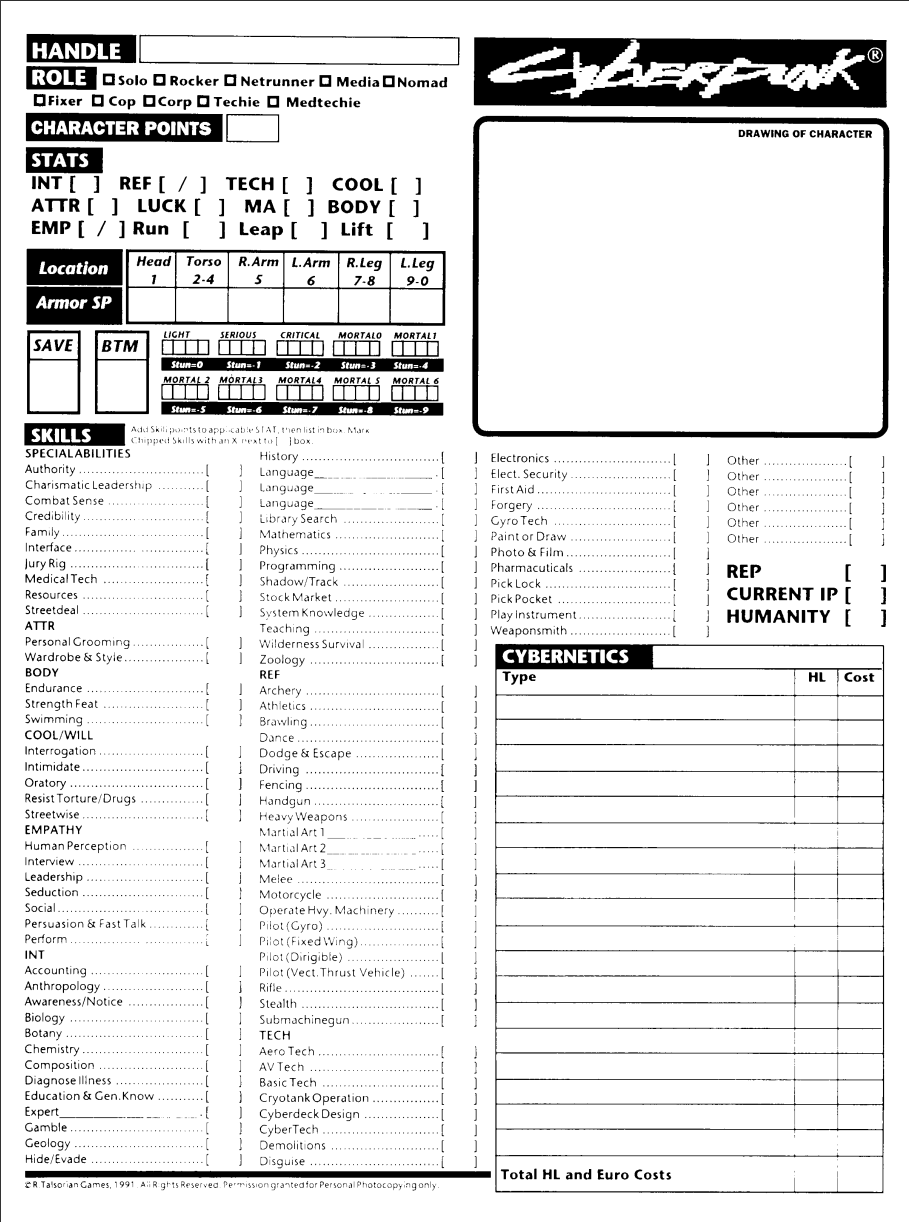 HANDLE
ROLE Solo Rocker Netrunner Media Nomad
Fixer Cop Corp Techie Medtechie
CHARACTER POINTS
STATS
INT [ ] REF [ / ] TECH [ ] COOL [ ]
ATTR [ ] LUCK [ ] MA [ ] BODY [ ]
EMP [ / ] Run [ ] Leap [ ] Lift [ ]
Location Head 1 Torso 2-4 R.Arm 5 L.Arm 6 R.Leg 7-8 L.Leg 9-0
Armor SP
SAVE BTM
LIGHT SERIOUS CRITICAL MORTAL0 MORTAL1
Stun=0 Stun=-1 Stun=-2 Stun=-3 Stun=-4
MORTAL 2 MORTAL3 MORTAL4 MORTAL 5 MORTAL 6
Stun=-5 Stun=-6 Stun=-7 Stun=-8 Stun=-9
CYBERPUNK®
DRAWING OF CHARACTER
SKILLS
Add Skill points to applicable STAT, then list in box. Mark
Chipped Skills with an X next to [ ] box.
SPECIAL ABILITIES
Authority [ ]
Charismatic Leadership [ ]
Combat Sense [ ]
Credibility [ ]
Family [ ]
Interface [ ]
Jury Rig [ ]
Medical Tech [ ]
Resources [ ]
Streetdeal [ ]
ATTR
Personal Grooming [ ]
Wardrobe & Style [ ]
BODY
Endurance [ ]
Strength Feat [ ]
Swimming [ ]
COOL/WILL
Interrogation [ ]
Intimidate [ ]
Oratory [ ]
Resist Torture/Drugs [ ]
Streetwise [ ]
EMPATHY
Human Perception [ ]
Interview [ ]
Leadership [ ]
Seduction [ ]
Social [ ]
Persuasion & Fast Talk [ ]
Perform [ ]
INT
Accounting [ ]
Anthropology [ ]
Awareness/Notice [ ]
Biology [ ]
Botany [ ]
Chemistry [ ]
Composition [ ]
Diagnose Illness [ ]
Education & Gen.Know [ ]
Expert [ ]
Gamble [ ]
Geology [ ]
Hide/Evade [ ]
History [ ]
Language [ ]
Language [ ]
Language [ ]
Library Search [ ]
Mathematics [ ]
Physics [ ]
Programming [ ]
Shadow/Track [ ]
Stock Market [ ]
System Knowledge [ ]
Teaching [ ]
Wilderness Survival [ ]
Zoology [ ]
REF
Archery [ ]
Athletics [ ]
Brawling [ ]
Dance [ ]
Dodge & Escape [ ]
Driving [ ]
Fencing [ ]
Handgun [ ]
Heavy Weapons [ ]
Martial Art 1 [ ]
Martial Art 2 [ ]
Martial Art 3 [ ]
Melee [ ]
Motorcycle [ ]
Operate Hvy. Machinery [ ]
Pilot (Gyro) [ ]
Pilot (Fixed Wing) [ ]
Pilot (Dirigible) [ ]
Pilot (Vect. Thrust Vehicle) [ ]
Rifle [ ]
Stealth [ ]
Submachinegun [ ]
TECH
Aero Tech [ ]
AV Tech [ ]
Basic Tech [ ]
Cryotank Operation [ ]
Cyberdeck Design [ ]
CyberTech [ ]
Demolitions [ ]
Disguise [ ]
Electronics [ ]
Elect. Security [ ]
First Aid [ ]
Forgery [ ]
Gyro Tech [ ]
Paint or Draw [ ]
Photo & Film [ ]
Pharmaceuticals [ ]
Pick Lock [ ]
Pick Pocket [ ]
Play Instrument [ ]
Weaponsmith [ ]
Other [ ]
Other [ ]
Other [ ]
Other [ ]
Other [ ]
Other [ ]
REP [ ]
CURRENT IP [ ]
HUMANITY [ ]
CYBERNETICS
Type HL Cost
Total HL and Euro Costs
© R.Talsorian Games, 1991. All Rights Reserved. Permission granted for Personal Photocopying only.